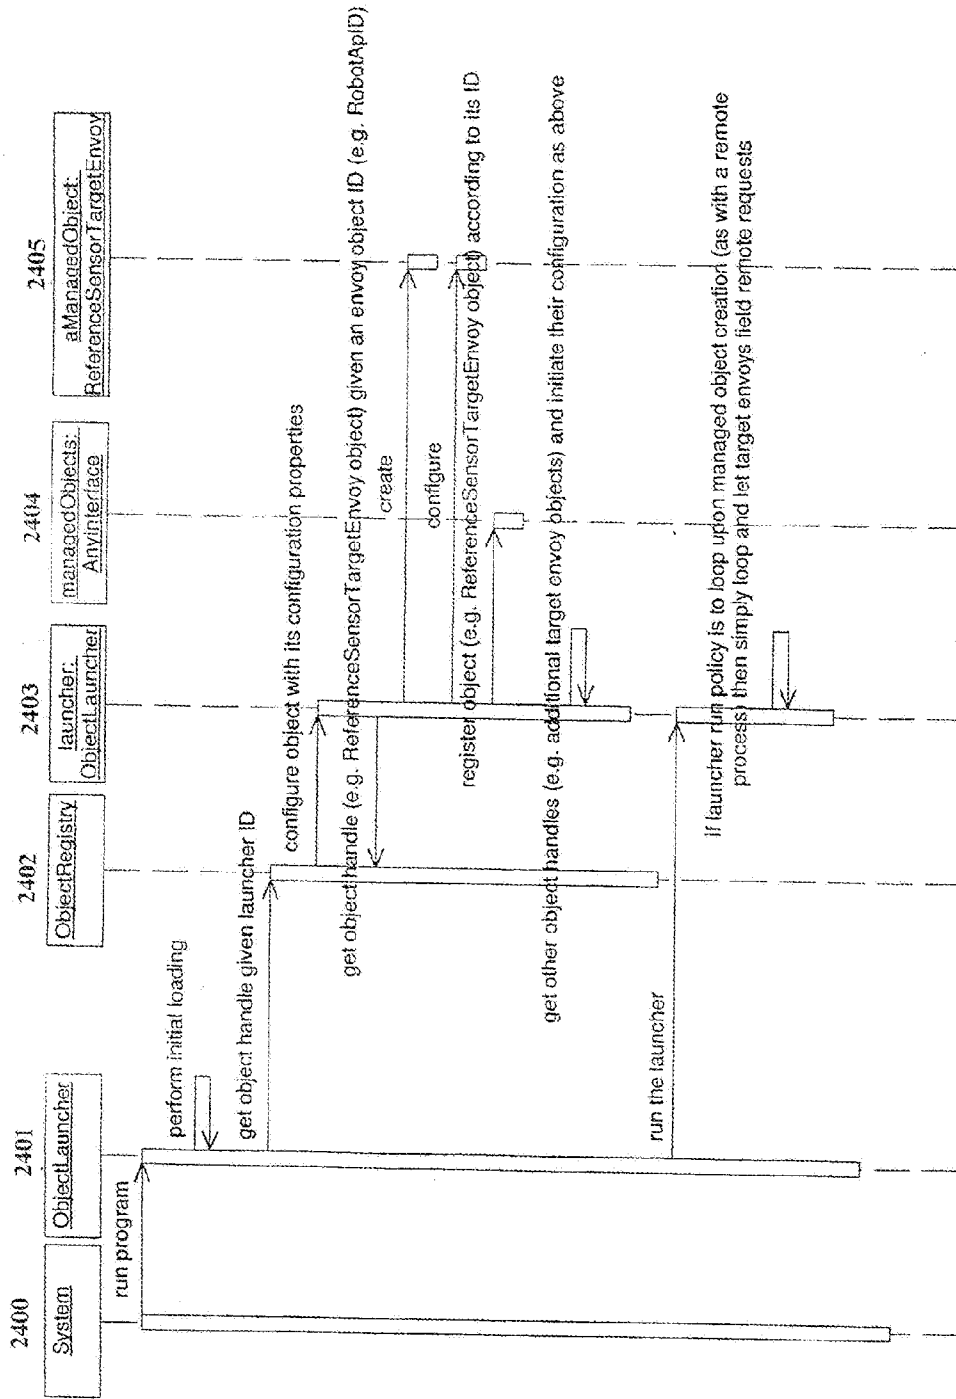 2400
System
2401
ObjectLauncher
2402
ObjectRegistry
2403
launcher:
ObjectLauncher
2404
managedObjects:
AnyInterface
2405
aManagedObject:
ReferenceSensorTargetEnvoy
run program
perform initial loading
get object handle given launcher ID
configure object with its configuration properties
get object handle (e.g. ReferenceSensorTargetEnvoy object) given an envoy object ID (e.g. RobotApID)
create
configure
register object (e.g. ReferenceSensorTargetEnvoy object) according to its ID
get other object handles (e.g. additional target envoy objects) and initiate their configuration as above
run the launcher
if launcher run policy is to loop upon managed object creation (as with a remote
process) then simply loop and let target envoys field remote requests